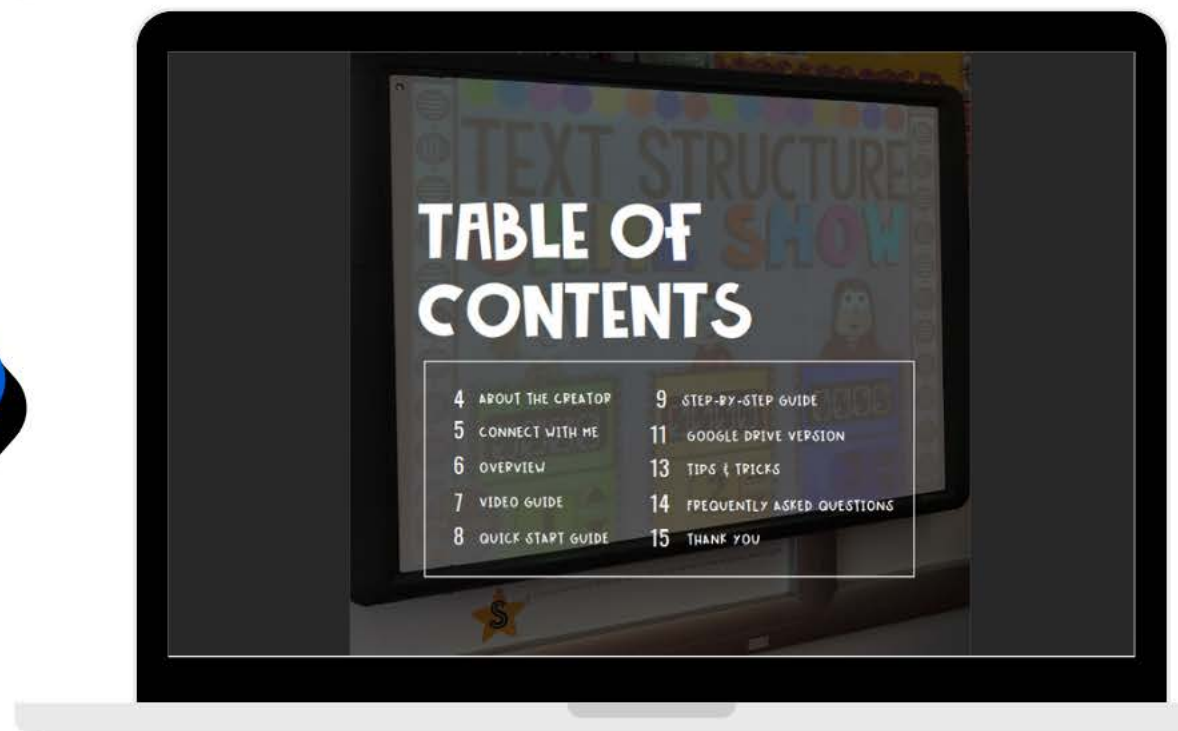 TEXT STRUCTURE
GAME SHOW
TABLE OF
CONTENTS
4 ABOUT THE CREATOR
5 CONNECT WITH ME
6 OVERVIEW
7 VIDEO GUIDE
8 QUICK START GUIDE
9 STEP-BY-STEP GUIDE
11 GOOGLE DRIVE VERSION
13 TIPS & TRICKS
14 FREQUENTLY ASKED QUESTIONS
15 THANK YOU
S